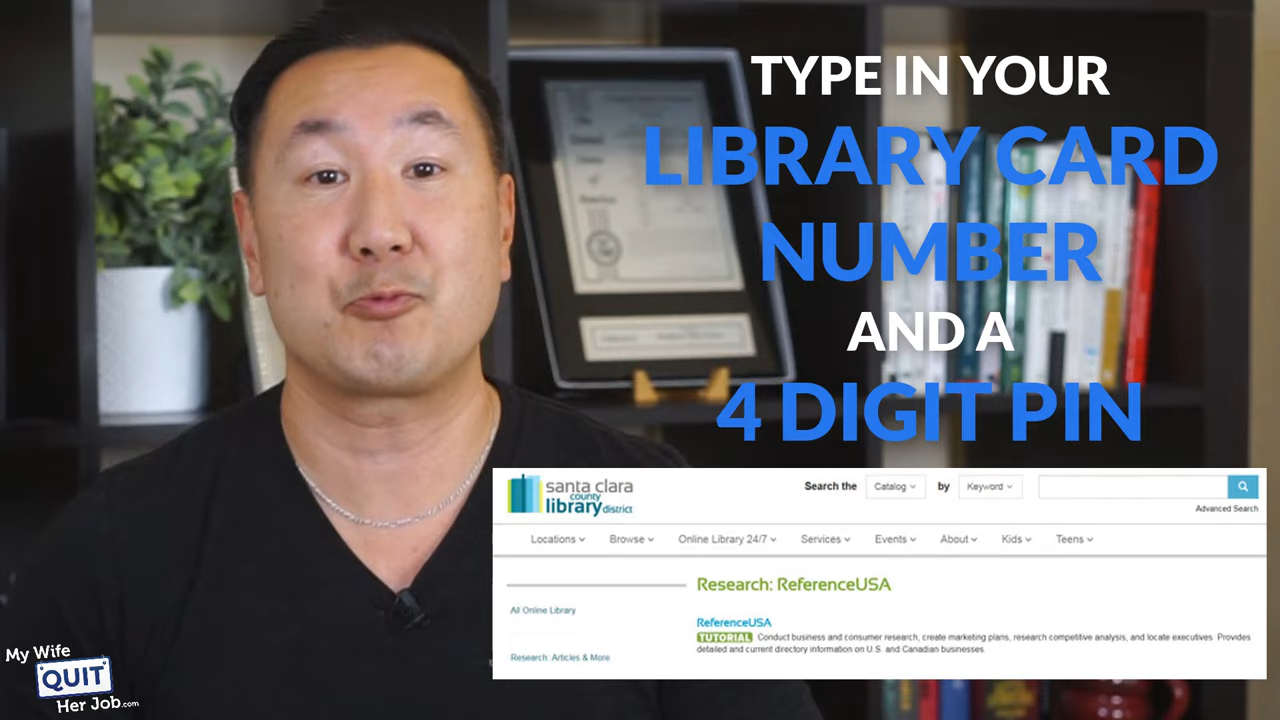 TYPE IN YOUR
LIBRARY CARD
NUMBER
AND A
4 DIGIT PIN
santa clara
county
library district
Search the Catalog by Keyword
Advanced Search
Locations Browse Online Library 24/7 Services Events About Kids Teens
Research: ReferenceUSA
All Online Library
ReferenceUSA
TUTORIAL Conduct business and consumer research, create marketing plans, research competitive analysis, and locate executives. Provides
detailed and current directory information on U.S. and Canadian businesses.
Research: Articles & More
My Wife
QUIT
Her Job.com